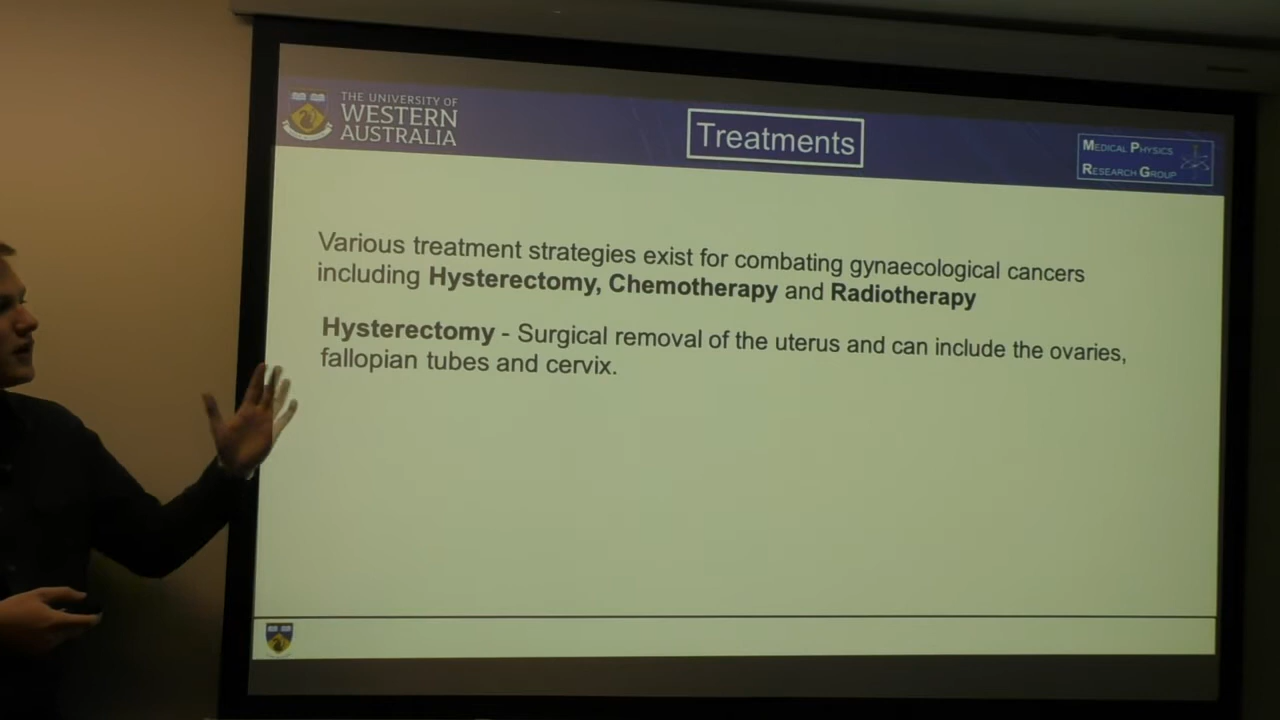 THE UNIVERSITY OF
WESTERN
AUSTRALIA
Treatments
MEDICAL PHYSICS
RESEARCH GROUP
Various treatment strategies exist for combating gynaecological cancers
including Hysterectomy, Chemotherapy and Radiotherapy
Hysterectomy - Surgical removal of the uterus and can include the ovaries,
fallopian tubes and cervix.